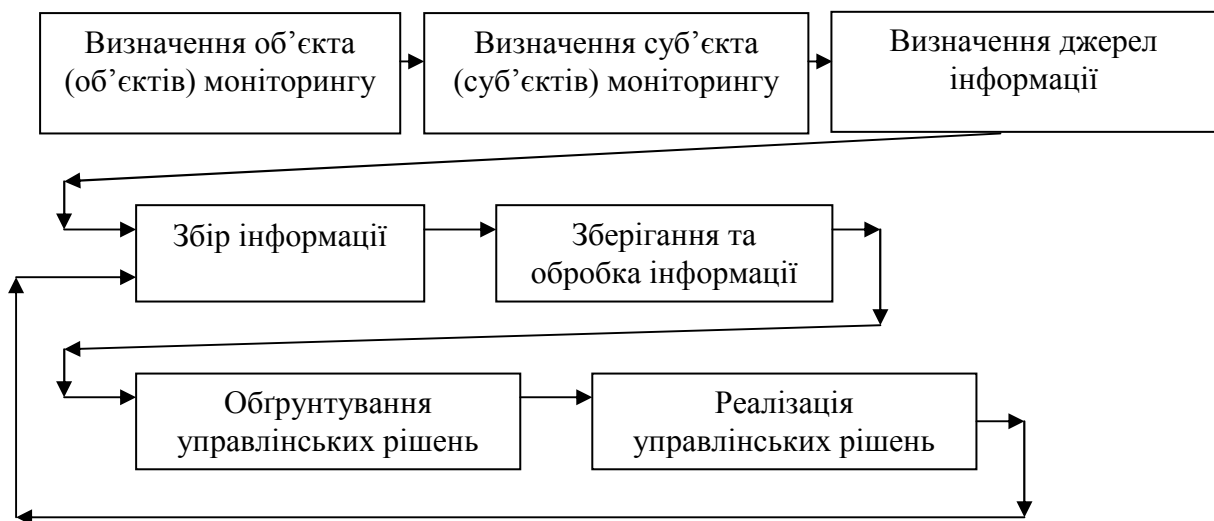 Визначення об’єкта
(об’єктів) моніторингу
Визначення суб’єкта
(суб’єктів) моніторингу
Визначення джерел
інформації
Збір інформації
Зберігання та
обробка інформації
Обґрунтування
управлінських рішень
Реалізація
управлінських рішень